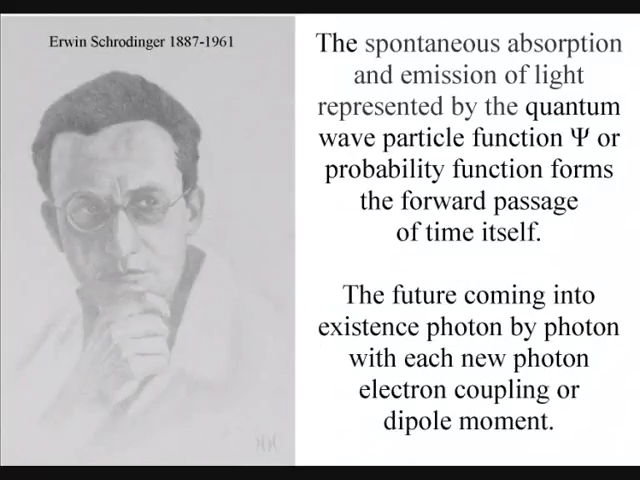 Erwin Schrodinger 1887-1961
The spontaneous absorption
and emission of light
represented by the quantum
wave particle function Ψ or
probability function forms
the forward passage
of time itself.
The future coming into
existence photon by photon
with each new photon
electron coupling or
dipole moment.